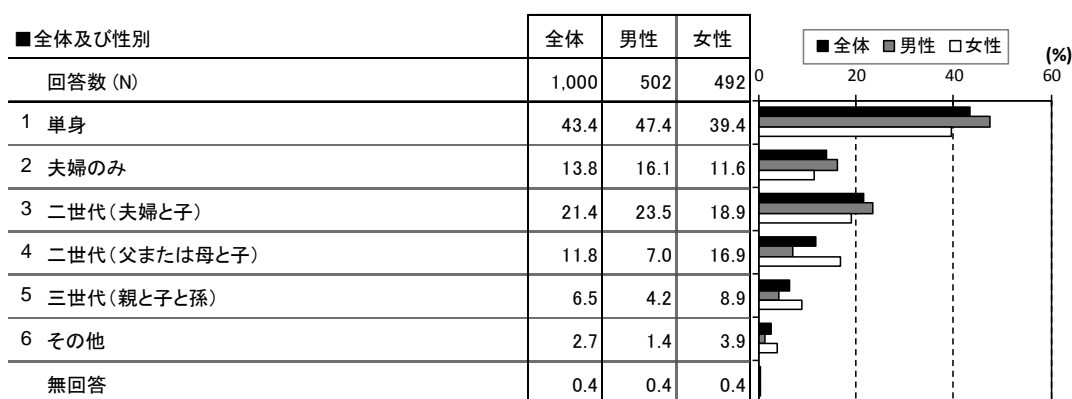 ■全体及び性別 全体 男性 女性 ■全体 ■男性 □女性
(%)
回答数 (N) 1,000 502 492 0 20 40 60
1 単身 43.4 47.4 39.4
2 夫婦のみ 13.8 16.1 11.6
3 二世代(夫婦と子) 21.4 23.5 18.9
4 二世代(父または母と子) 11.8 7.0 16.9
5 三世代(親と子と孫) 6.5 4.2 8.9
6 その他 2.7 1.4 3.9
無回答 0.4 0.4 0.4